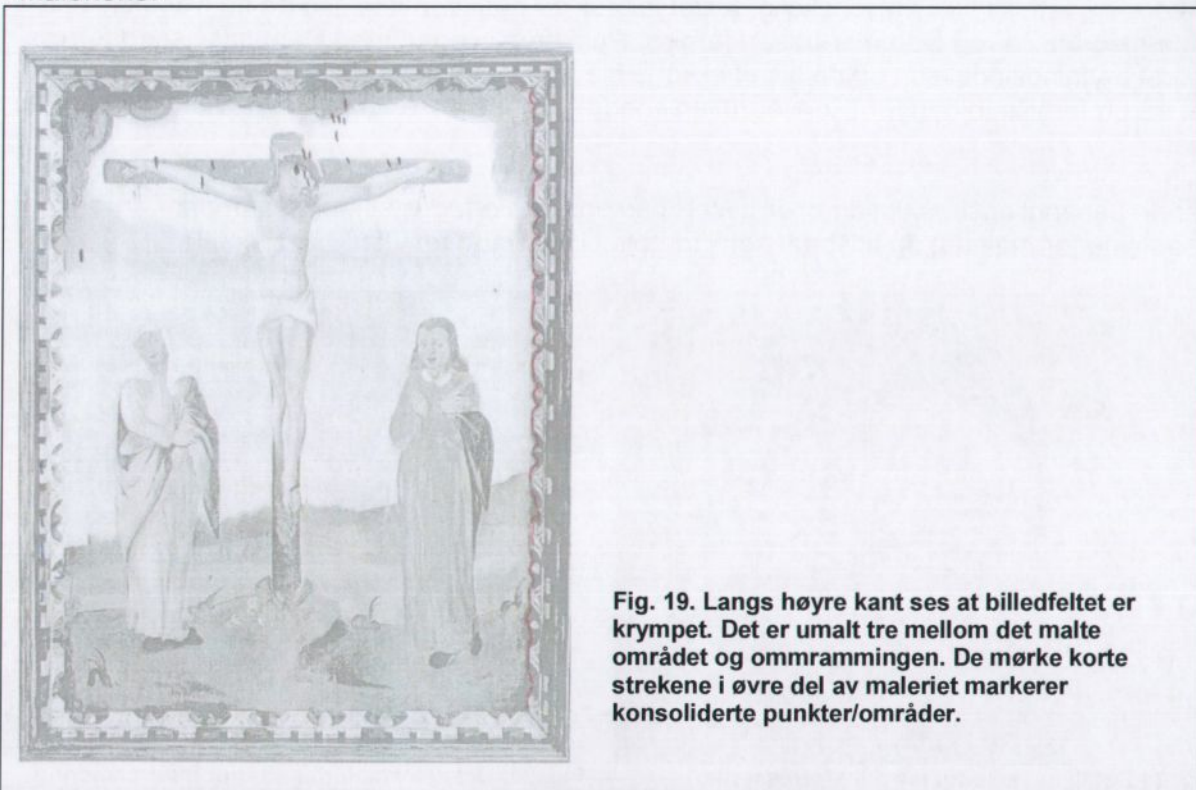 Fig. 19. Langs høyre kant ses at billedfeltet er
krympet. Det er umalt tre mellom det malte
området og ommrammingen. De mørke korte
strekene i øvre del av maleriet markerer
konsoliderte punkter/områder.